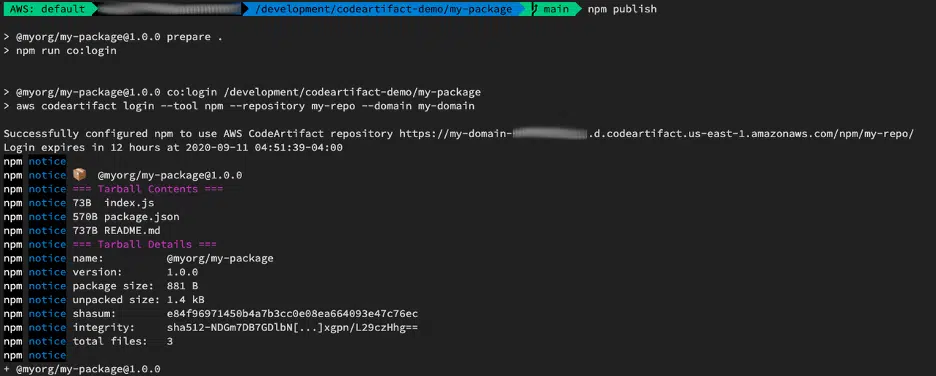 AWS: default /development/codeartifact-demo/my-package main npm publish
> @myorg/my-package@1.0.0 prepare .
> npm run co:login
> @myorg/my-package@1.0.0 co:login /development/codeartifact-demo/my-package
> aws codeartifact login --tool npm --repository my-repo --domain my-domain
Successfully configured npm to use AWS CodeArtifact repository https://my-domain- .d.codeartifact.us-east-1.amazonaws.com/npm/my-repo/
Login expires in 12 hours at 2020-09-11 04:51:39-04:00
npm notice
npm notice 📦 @myorg/my-package@1.0.0
npm notice === Tarball Contents ===
npm notice 73B index.js
npm notice 570B package.json
npm notice 737B README.md
npm notice === Tarball Details ===
npm notice name: @myorg/my-package
npm notice version: 1.0.0
npm notice package size: 881 B
npm notice unpacked size: 1.4 kB
npm notice shasum: e84f96971450b4a7b3cc0e08ea664093e47c76ec
npm notice integrity: sha512-NDGm7DB7GDlbN[...]xgpn/L29czHhg==
npm notice total files: 3
npm notice
+ @myorg/my-package@1.0.0